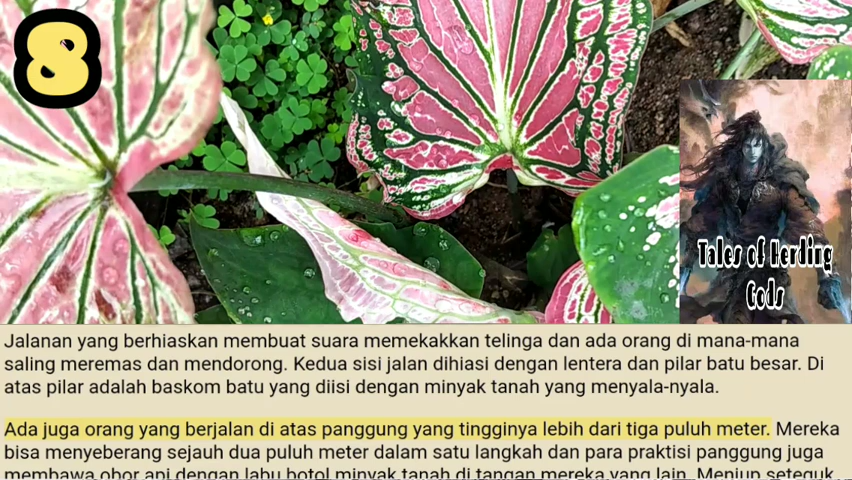 8
Tales of Herding
Gods
Jalanan yang berhiaskan membuat suara memekakkan telinga dan ada orang di mana-mana
saling meremas dan mendorong. Kedua sisi jalan dihiasi dengan lentera dan pilar batu besar. Di
atas pilar adalah baskom batu yang diisi dengan minyak tanah yang menyala-nyala.
Ada juga orang yang berjalan di atas panggung yang tingginya lebih dari tiga puluh meter. Mereka
bisa menyeberang sejauh dua puluh meter dalam satu langkah dan para praktisi panggung juga
membawa obor api dengan labu botol minyak tanah di tangan mereka yang lain. Meniup seteguk